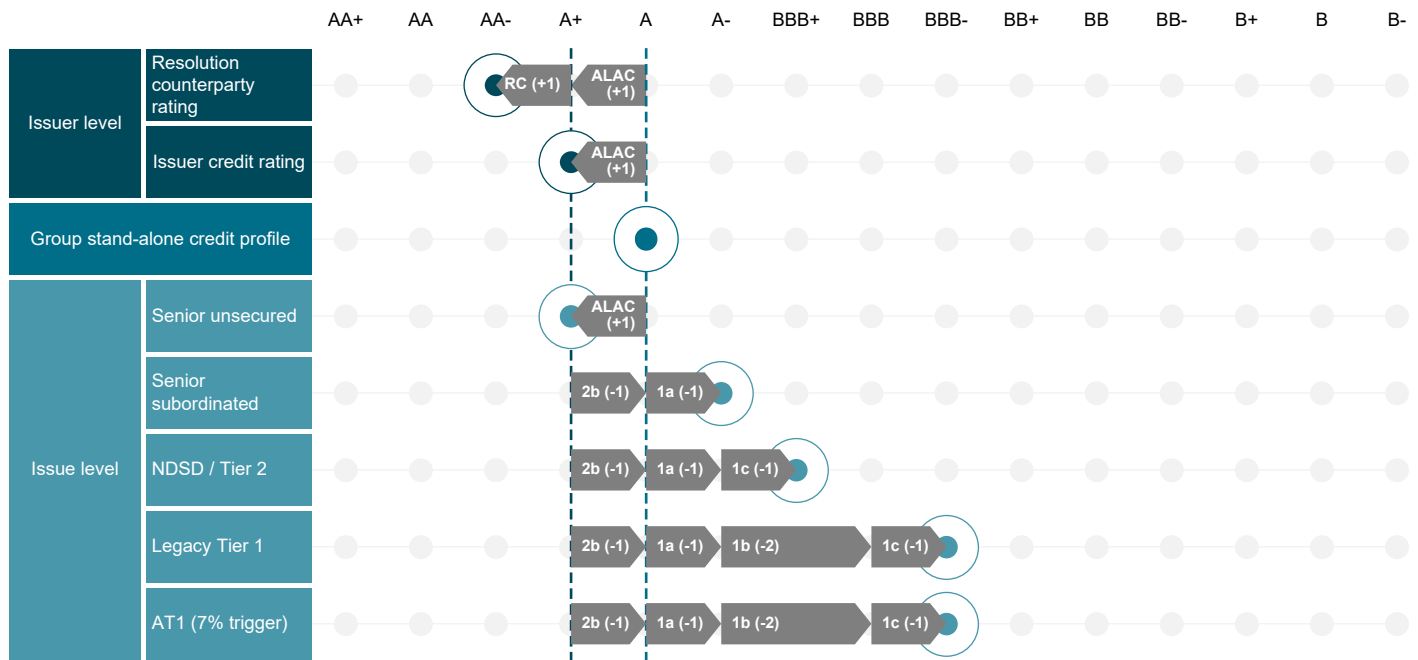 AA+ AA AA- A+ A A- BBB+ BBB BBB- BB+ BB BB- B+ B B-
Issuer level
Resolution
counterparty
rating
RC (+1)
ALAC
(+1)
Issuer credit rating
ALAC
(+1)
Group stand-alone credit profile
Issue level
Senior unsecured
ALAC
(+1)
Senior
subordinated
2b (-1) 1a (-1)
NDSD / Tier 2
2b (-1) 1a (-1) 1c (-1)
Legacy Tier 1
2b (-1) 1a (-1) 1b (-2) 1c (-1)
AT1 (7% trigger)
2b (-1) 1a (-1) 1b (-2) 1c (-1)